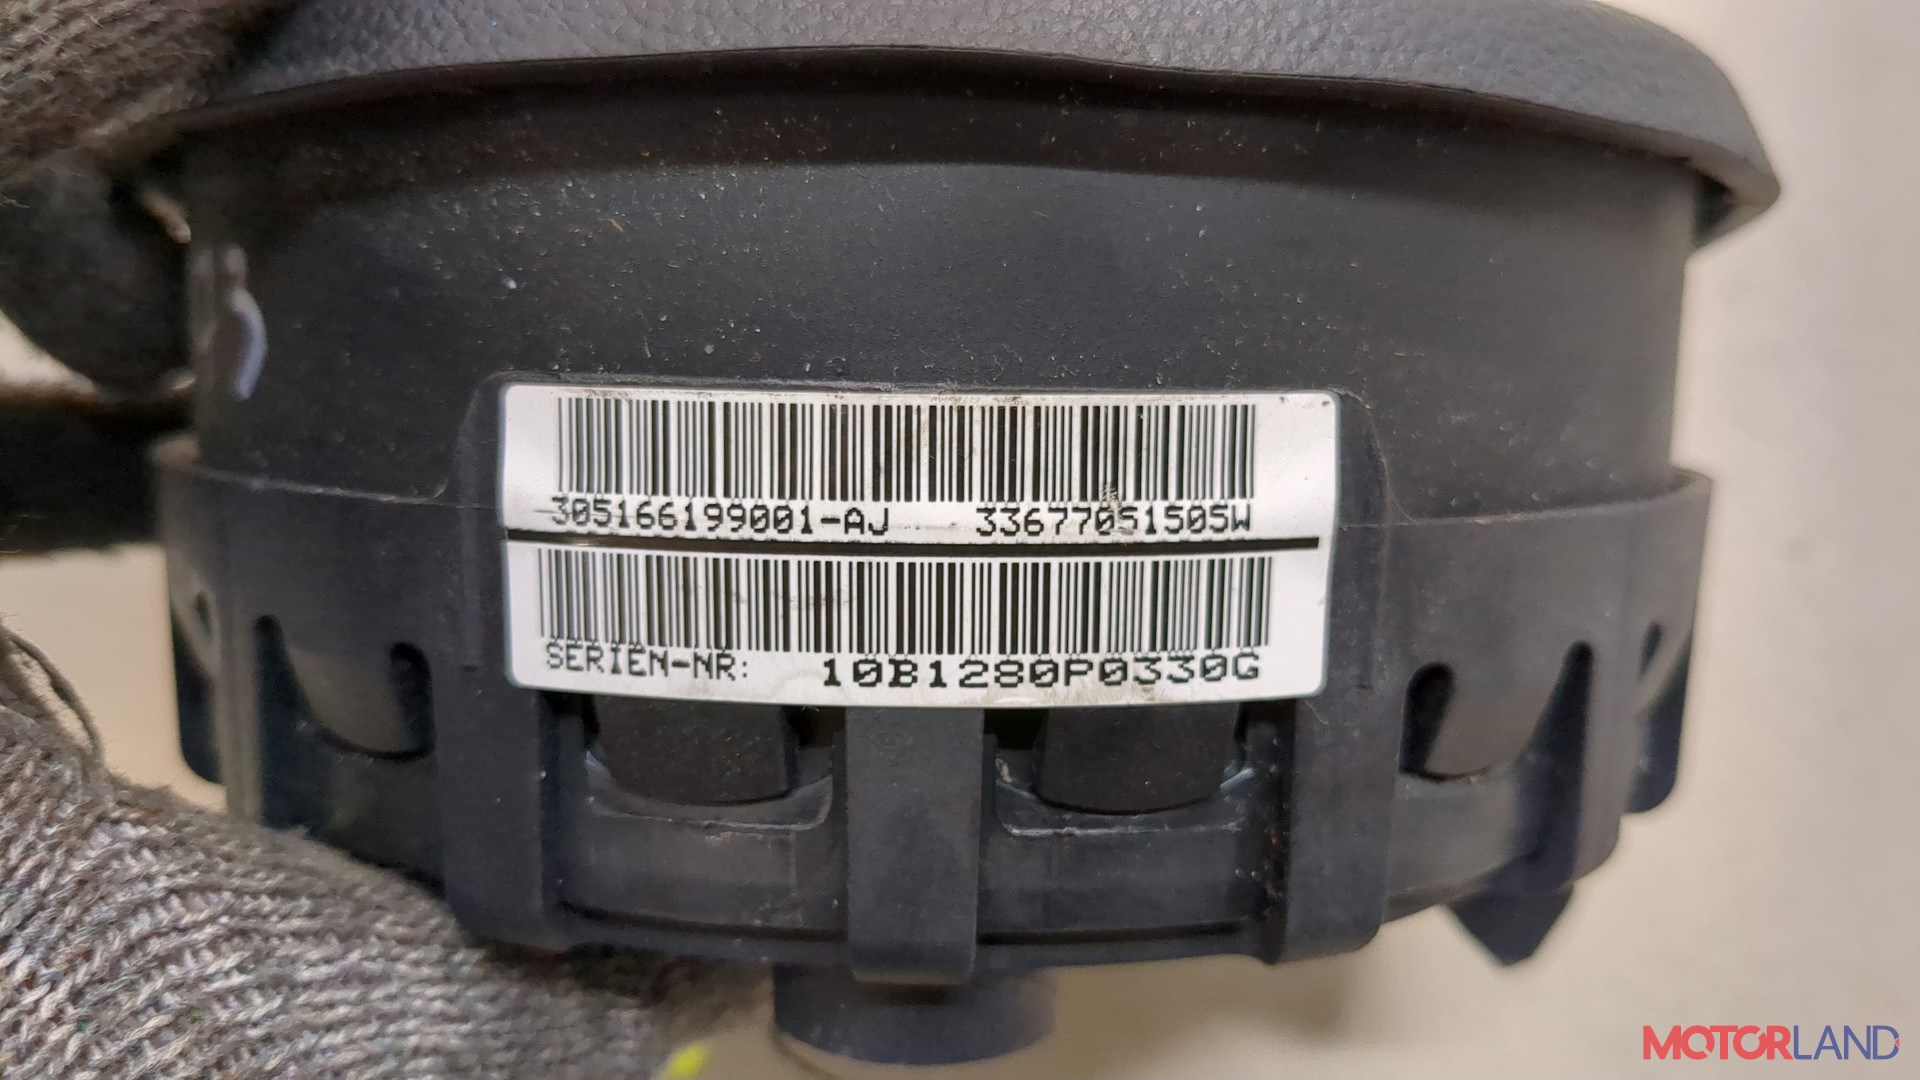 305166199001-AJ 33677051505W
SERIEN-NR: 10B1280P0330G
MOTORLAND